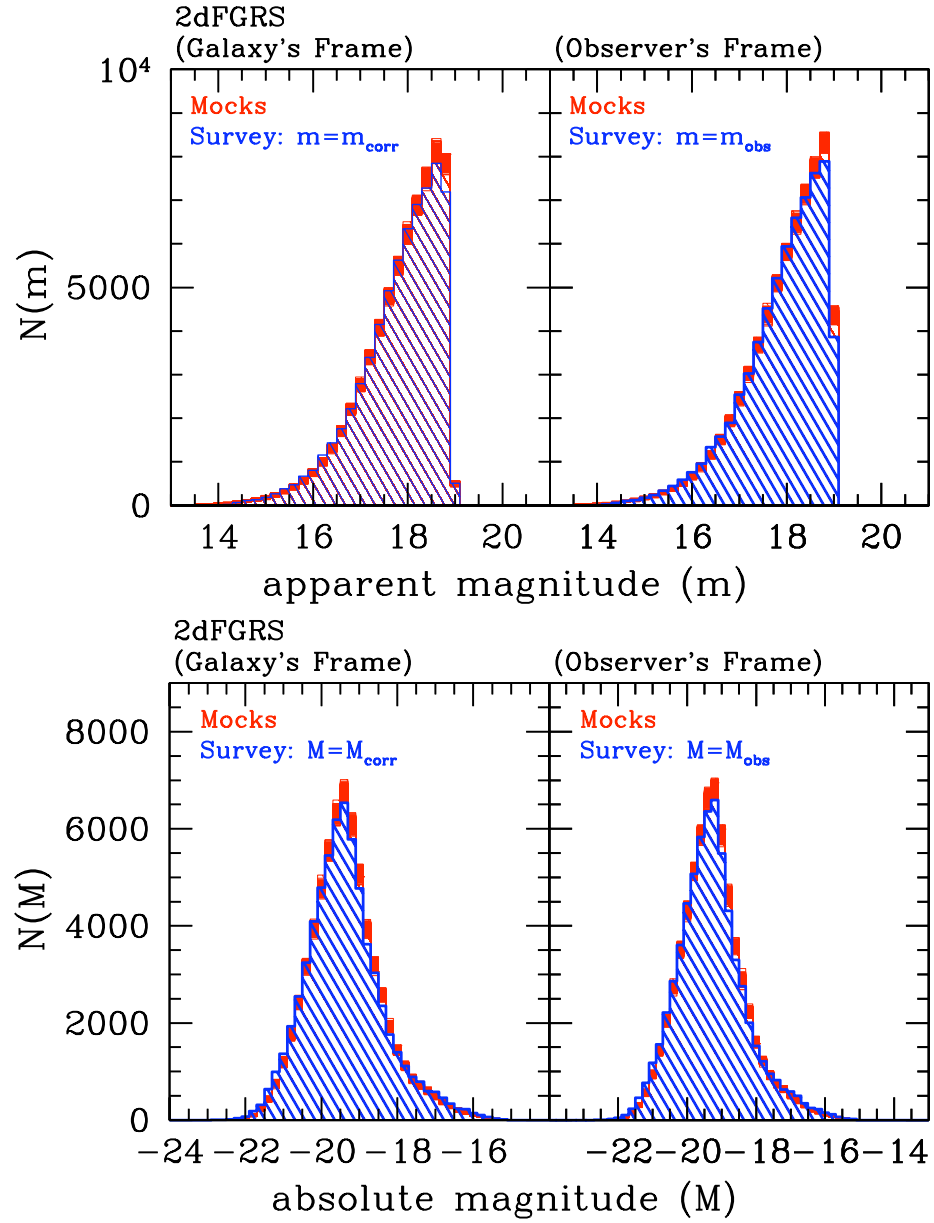 2dFGRS
(Galaxy's Frame) (Observer's Frame)
10⁴
Mocks Mocks
Survey: m=m_corr Survey: m=m_obs
N(m)
5000
0
14 16 18 20 14 16 18 20
apparent magnitude (m)
2dFGRS
(Galaxy's Frame) (Observer's Frame)
Mocks Mocks
Survey: M=M_corr Survey: M=M_obs
8000
6000
N(M)
4000
2000
0
-24 -22 -20 -18 -16 -22 -20 -18 -16 -14
absolute magnitude (M)